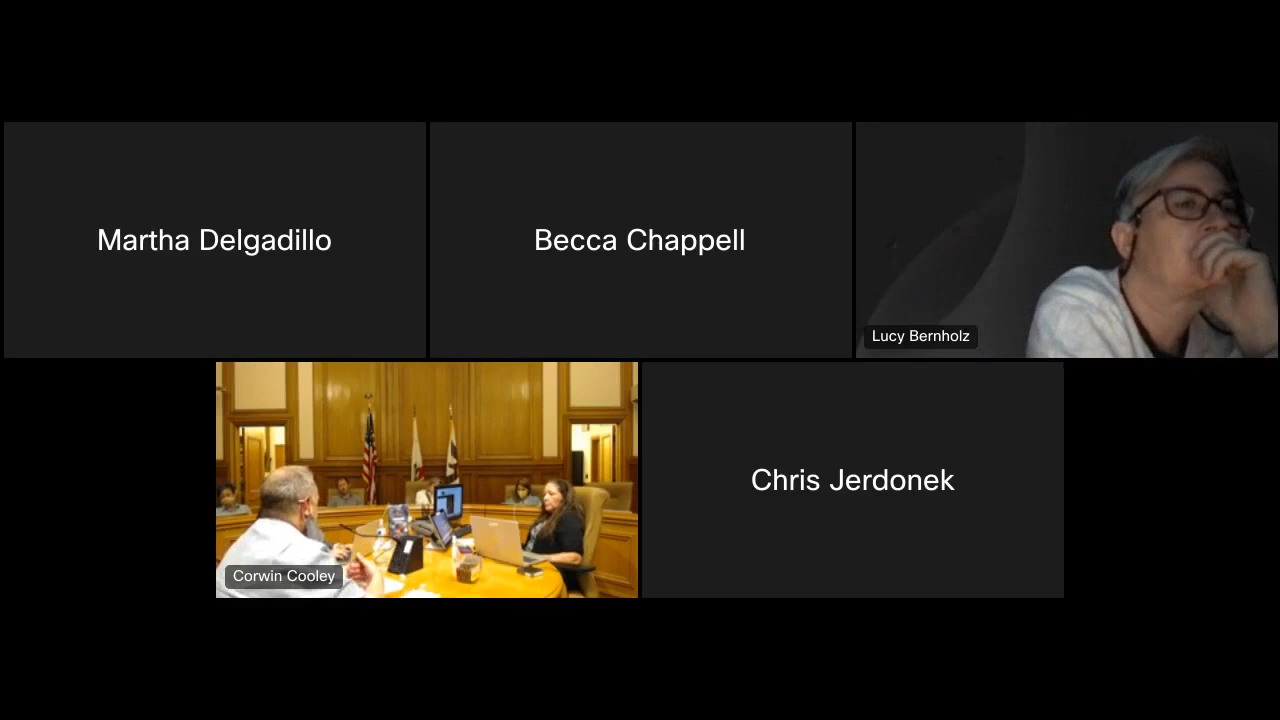 Martha Delgadillo
Becca Chappell
Lucy Bernholz
Corwin Cooley
Chris Jerdonek